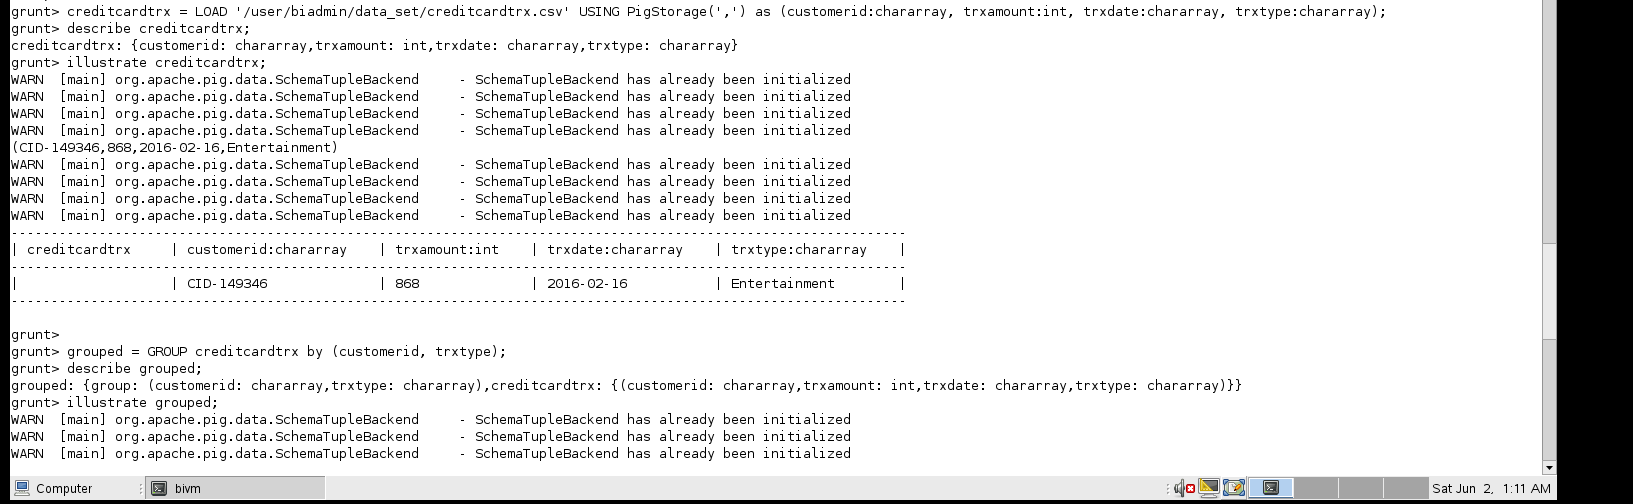 grunt> creditcardtrx = LOAD '/user/biadmin/data_set/creditcardtrx.csv' USING PigStorage(',') as (customerid:chararray, trxamount:int, trxdate:chararray, trxtype:chararray);
grunt> describe creditcardtrx;
creditcardtrx: {customerid: chararray,trxamount: int,trxdate: chararray,trxtype: chararray}
grunt> illustrate creditcardtrx;
WARN  [main] org.apache.pig.data.SchemaTupleBackend     - SchemaTupleBackend has already been initialized
WARN  [main] org.apache.pig.data.SchemaTupleBackend     - SchemaTupleBackend has already been initialized
WARN  [main] org.apache.pig.data.SchemaTupleBackend     - SchemaTupleBackend has already been initialized
WARN  [main] org.apache.pig.data.SchemaTupleBackend     - SchemaTupleBackend has already been initialized
(CID-149346,868,2016-02-16,Entertainment)
WARN  [main] org.apache.pig.data.SchemaTupleBackend     - SchemaTupleBackend has already been initialized
WARN  [main] org.apache.pig.data.SchemaTupleBackend     - SchemaTupleBackend has already been initialized
WARN  [main] org.apache.pig.data.SchemaTupleBackend     - SchemaTupleBackend has already been initialized
WARN  [main] org.apache.pig.data.SchemaTupleBackend     - SchemaTupleBackend has already been initialized
----------------------------------------------------------------------------------------------------------------
| creditcardtrx     | customerid:chararray    | trxamount:int    | trxdate:chararray    | trxtype:chararray    |
----------------------------------------------------------------------------------------------------------------
|                   | CID-149346              | 868              | 2016-02-16           | Entertainment        |
----------------------------------------------------------------------------------------------------------------
grunt>
grunt> grouped = GROUP creditcardtrx by (customerid, trxtype);
grunt> describe grouped;
grouped: {group: (customerid: chararray,trxtype: chararray),creditcardtrx: {(customerid: chararray,trxamount: int,trxdate: chararray,trxtype: chararray)}}
grunt> illustrate grouped;
WARN  [main] org.apache.pig.data.SchemaTupleBackend     - SchemaTupleBackend has already been initialized
WARN  [main] org.apache.pig.data.SchemaTupleBackend     - SchemaTupleBackend has already been initialized
WARN  [main] org.apache.pig.data.SchemaTupleBackend     - SchemaTupleBackend has already been initialized
Computer bivm Sat Jun 2, 1:11 AM